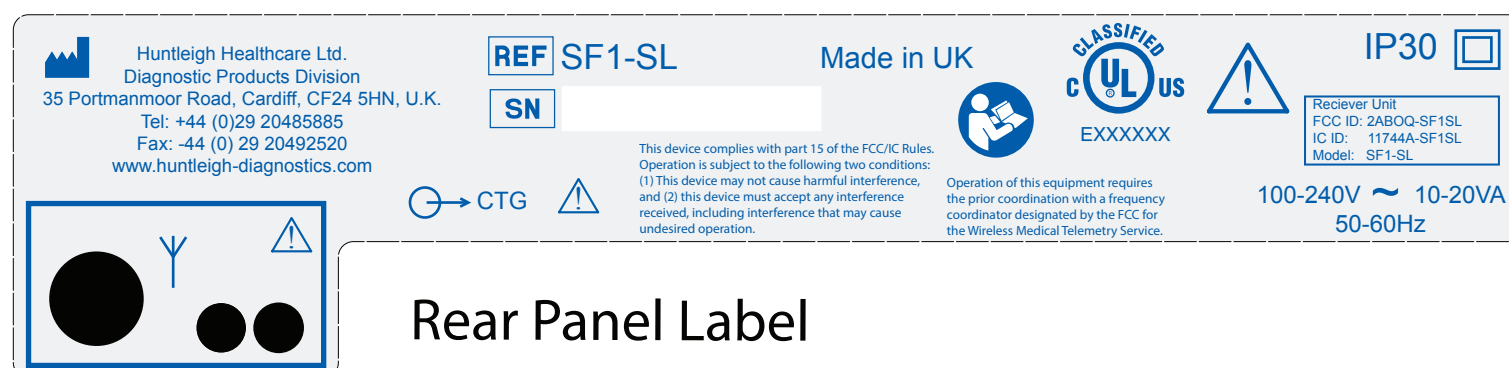 Huntleigh Healthcare Ltd.
Diagnostic Products Division
35 Portmanmoor Road, Cardiff, CF24 5HN, U.K.
Tel: +44 (0)29 20485885
Fax: -44 (0) 29 20492520
www.huntleigh-diagnostics.com
REF SF1-SL
SN
Made in UK
CLASSIFIED
C UL® US
EXXXXXX
IP30
Reciever Unit
FCC ID: 2ABOQ-SF1SL
IC ID: 11744A-SF1SL
Model: SF1-SL
CTG
This device complies with part 15 of the FCC/IC Rules.
Operation is subject to the following two conditions:
(1) This device may not cause harmful interference,
and (2) this device must accept any interference
received, including interference that may cause
undesired operation.
Operation of this equipment requires
the prior coordination with a frequency
coordinator designated by the FCC for
the Wireless Medical Telemetry Service.
100-240V ~ 10-20VA
50-60Hz
Rear Panel Label